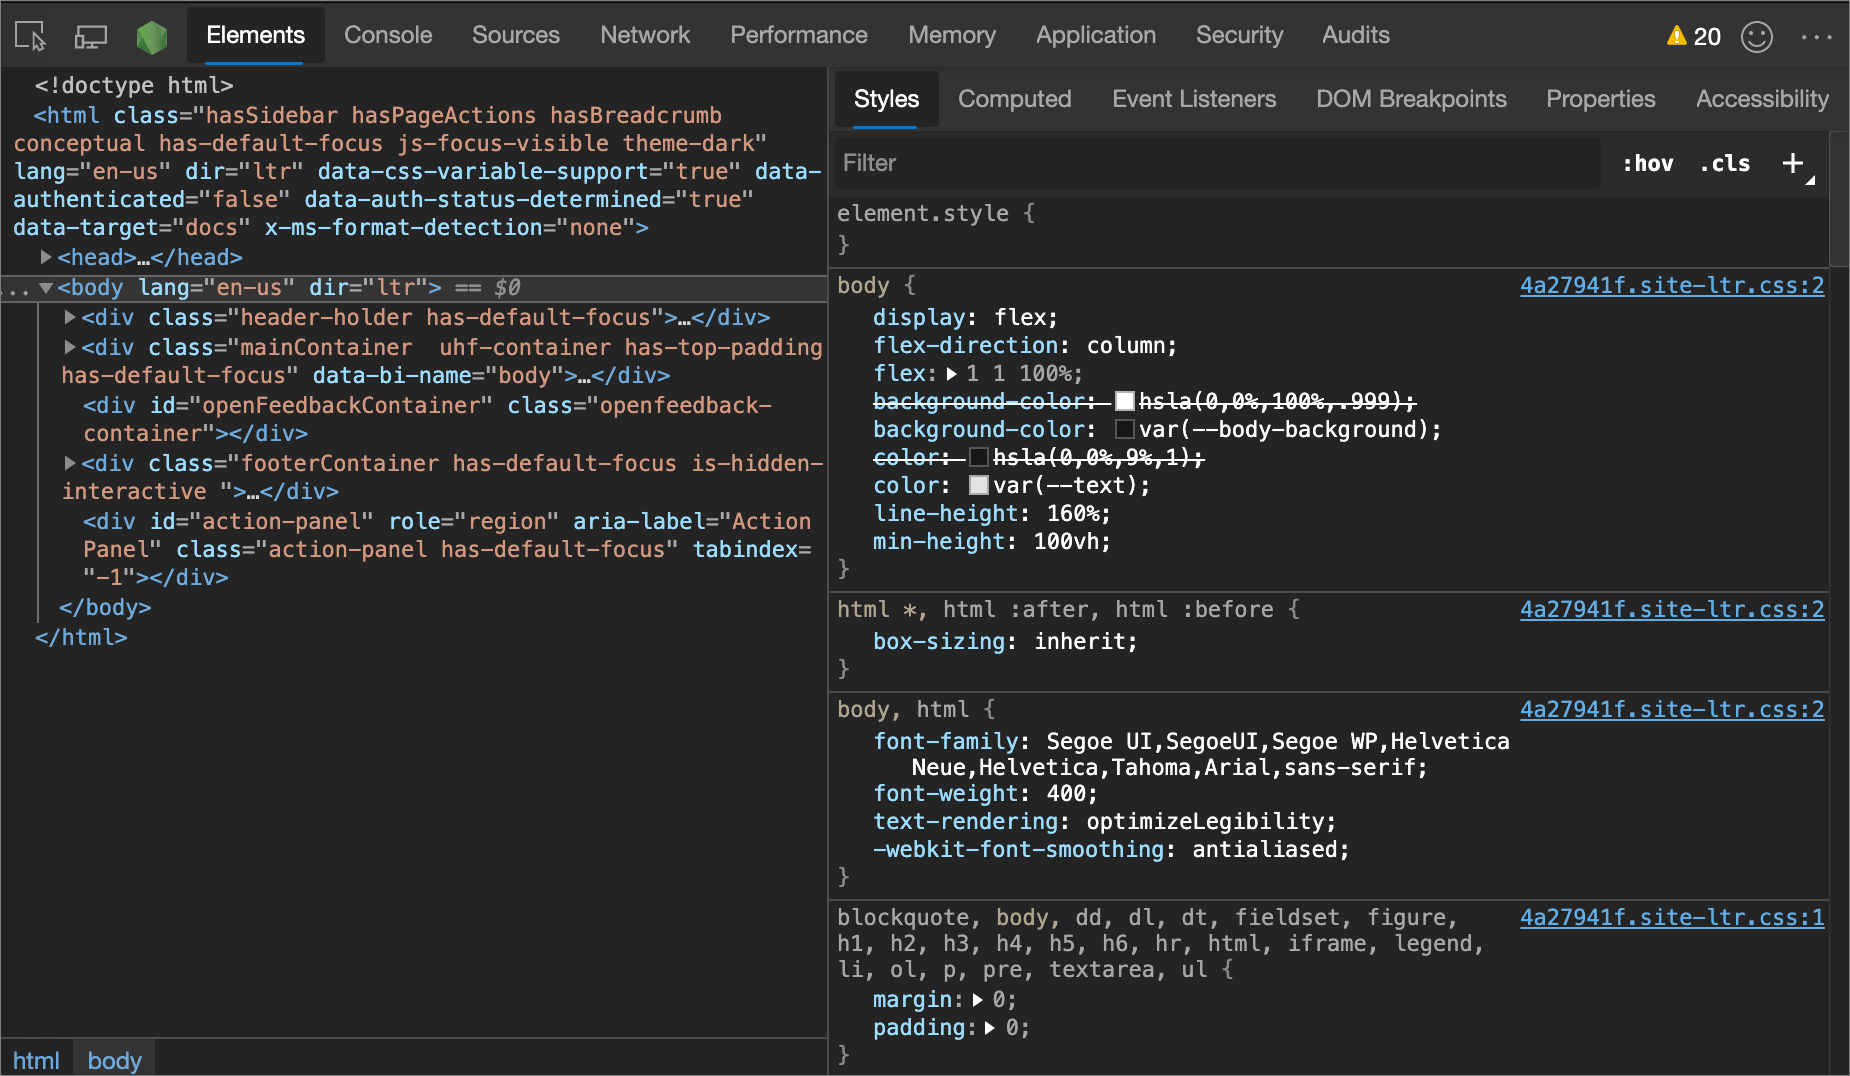 Elements Console Sources Network Performance Memory Application Security Audits 20 ...
<!doctype html>
<html class="hasSidebar hasPageActions hasBreadcrumb
conceptual has-default-focus js-focus-visible theme-dark"
lang="en-us" dir="ltr" data-css-variable-support="true" data-
authenticated="false" data-auth-status-determined="true"
data-target="docs" x-ms-format-detection="none">
<head>…</head>
...<body lang="en-us" dir="ltr"> == $0
<div class="header-holder has-default-focus">…</div>
<div class="mainContainer  uhf-container has-top-padding
has-default-focus" data-bi-name="body">…</div>
<div id="openFeedbackContainer" class="openfeedback-
container"></div>
<div class="footerContainer has-default-focus is-hidden-
interactive ">…</div>
<div id="action-panel" role="region" aria-label="Action
Panel" class="action-panel has-default-focus" tabindex=
"-1"></div>
</body>
</html>
html body
Styles Computed Event Listeners DOM Breakpoints Properties Accessibility
Filter :hov .cls +
element.style {
}
body { 4a27941f.site-ltr.css:2
display: flex;
flex-direction: column;
flex: 1 1 100%;
background-color: hsla(0,0%,100%,.999);
background-color: var(--body-background);
color: hsla(0,0%,9%,1);
color: var(--text);
line-height: 160%;
min-height: 100vh;
}
html *, html :after, html :before { 4a27941f.site-ltr.css:2
box-sizing: inherit;
}
body, html { 4a27941f.site-ltr.css:2
font-family: Segoe UI,SegoeUI,Segoe WP,Helvetica
Neue,Helvetica,Tahoma,Arial,sans-serif;
font-weight: 400;
text-rendering: optimizeLegibility;
-webkit-font-smoothing: antialiased;
}
blockquote, body, dd, dl, dt, fieldset, figure, 4a27941f.site-ltr.css:1
h1, h2, h3, h4, h5, h6, hr, html, iframe, legend,
li, ol, p, pre, textarea, ul {
margin: 0;
padding: 0;
}